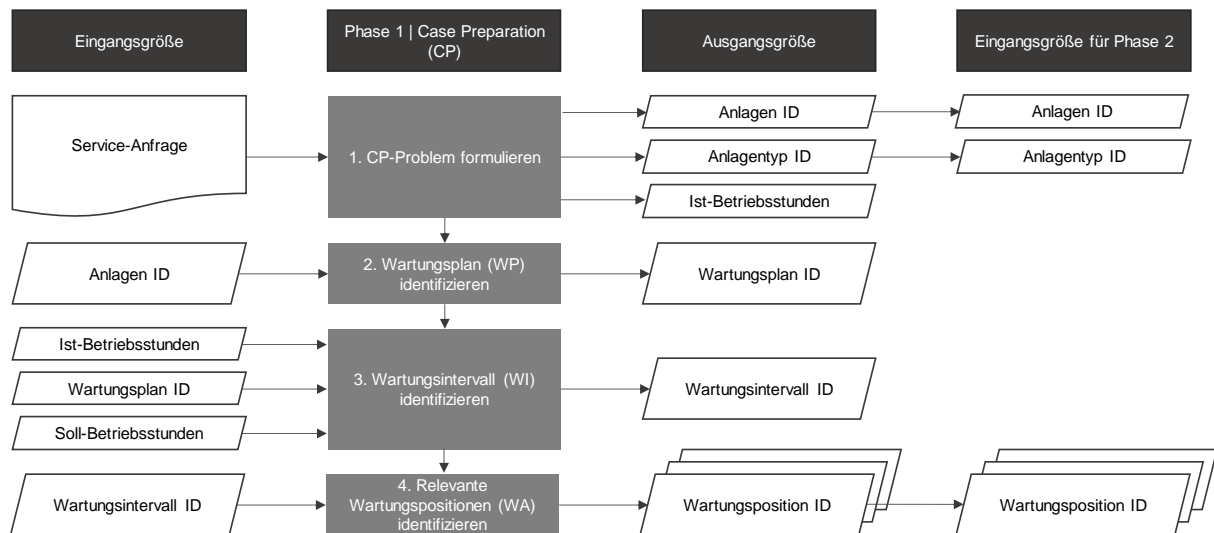 Eingangsgröße
Phase 1 | Case Preparation
(CP)
Ausgangsgröße
Eingangsgröße für Phase 2
Service-Anfrage
1. CP-Problem formulieren
Anlagen ID
Anlagen ID
Anlagentyp ID
Anlagentyp ID
Ist-Betriebsstunden
Anlagen ID
2. Wartungsplan (WP)
identifizieren
Wartungsplan ID
Ist-Betriebsstunden
Wartungsplan ID
Soll-Betriebsstunden
3. Wartungsintervall (WI)
identifizieren
Wartungsintervall ID
Wartungsintervall ID
4. Relevante
Wartungspositionen (WA)
identifizieren
Wartungsposition ID
Wartungsposition ID